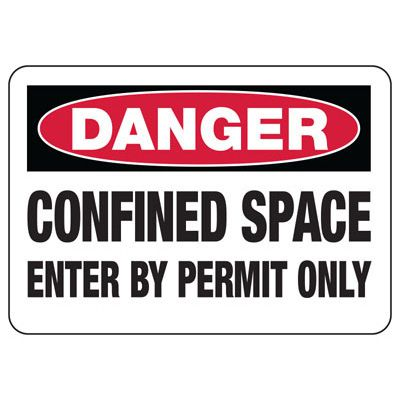 DANGER
CONFINED SPACE
ENTER BY PERMIT ONLY